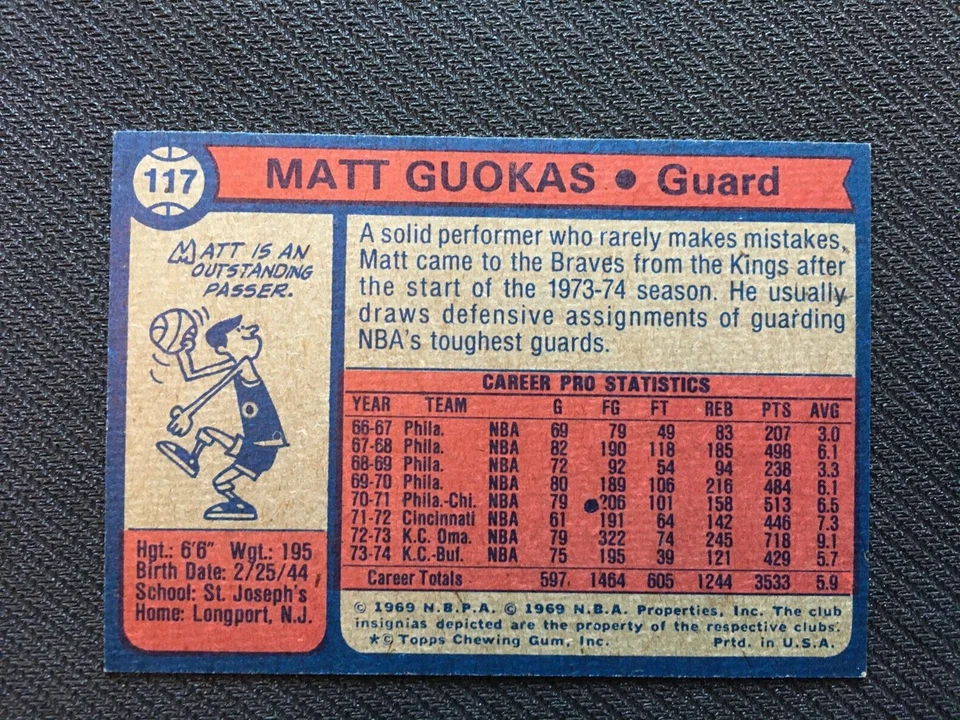 117
MATT GUOKAS ● Guard
MATT IS AN
OUTSTANDING
PASSER.
A solid performer who rarely makes mistakes,
Matt came to the Braves from the Kings after
the start of the 1973-74 season. He usually
draws defensive assignments of guarding
NBA's toughest guards.
CAREER PRO STATISTICS
YEAR TEAM G FG FT REB PTS AVG
66-67 Phila. NBA 69 79 49 83 207 3.0
67-68 Phila. NBA 82 190 118 185 498 6.1
68-69 Phila. NBA 72 92 54 94 238 3.3
69-70 Phila. NBA 80 189 106 216 484 6.1
70-71 Phila.-Chi. NBA 79 206 101 158 513 6.5
71-72 Cincinnati NBA 61 191 64 142 446 7.3
72-73 K.C. Oma. NBA 79 322 74 245 718 9.1
73-74 K.C.-Buf. NBA 75 195 39 121 429 5.7
Career Totals 597 1464 605 1244 3533 5.9
Hgt.: 6'6" Wgt.: 195
Birth Date: 2/25/44
School: St. Joseph's
Home: Longport, N.J.
© 1969 N.B.P.A. © 1969 N.B.A. Properties, Inc. The club
insignias depicted are the property of the respective clubs.
*© Topps Chewing Gum, Inc. Prtd. in U.S.A.